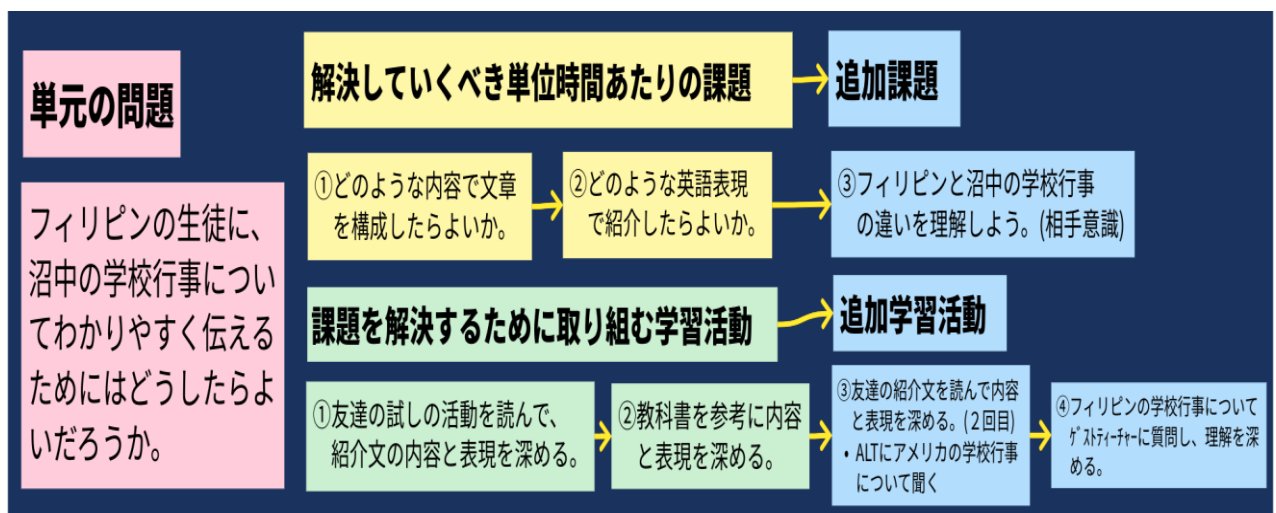 単元の問題
フィリピンの生徒に、
沼中の学校行事につい
てわかりやすく伝える
ためにはどうしたらよ
いだろうか。
解決していくべき単位時間あたりの課題
追加課題
①どのような内容で文章
を構成したらよいか。
②どのような英語表現
で紹介したらよいか。
③フィリピンと沼中の学校行事
の違いを理解しよう。(相手意識)
課題を解決するために取り組む学習活動
追加学習活動
①友達の試しの活動を読んで、
紹介文の内容と表現を深める。
②教科書を参考に内容
と表現を深める。
③友達の紹介文を読んで内容
と表現を深める。(２回目)
・ALTにアメリカの学校行事
について聞く
④フィリピンの学校行事について
ｹﾞｽﾄﾃｨｰﾁｬｰに質問し、理解を深
める。